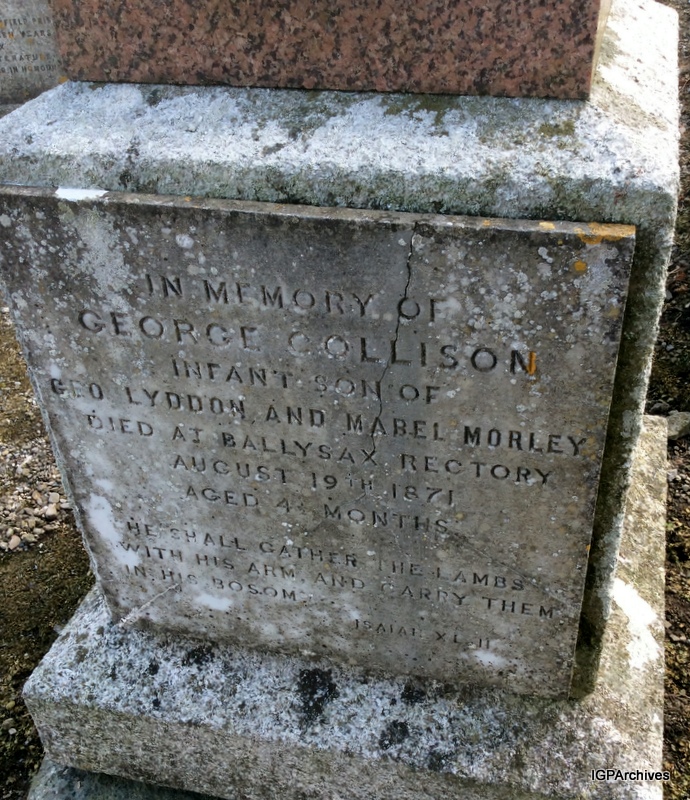 IN MEMORY OF
GEORGE COLLISON
INFANT SON OF
GEO LYDDON AND MABEL MORLEY
DIED AT BALLYSAX RECTORY
AUGUST 19TH 1871
AGED 4 MONTHS
HE SHALL GATHER THE LAMBS
WITH HIS ARM AND CARRY THEM
IN HIS BOSOM
ISAIAH XL. 11.
IGPArchives